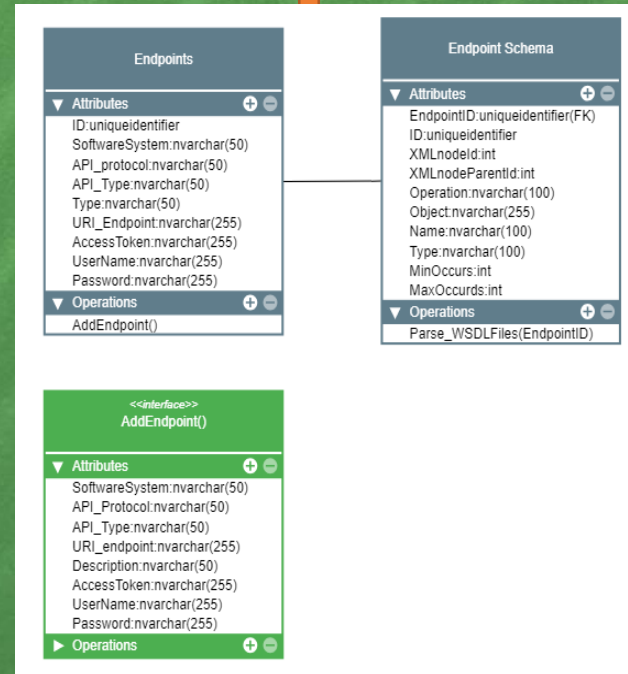 Endpoints
Attributes
ID:uniqueidentifier
SoftwareSystem:nvarchar(50)
API_protocol:nvarchar(50)
API_Type:nvarchar(50)
Type:nvarchar(50)
URI_Endpoint:nvarchar(255)
AccessToken:nvarchar(255)
UserName:nvarchar(255)
Password:nvarchar(255)
Operations
AddEndpoint()
Endpoint Schema
Attributes
EndpointID:uniqueidentifier(FK)
ID:uniqueidentifier
XMLnodeId:int
XMLnodeParentId:int
Operation:nvarchar(100)
Object:nvarchar(255)
Name:nvarchar(100)
Type:nvarchar(100)
MinOccurs:int
MaxOccurds:int
Operations
Parse_WSDLFiles(EndpointID)
<<interface>>
AddEndpoint()
Attributes
SoftwareSystem:nvarchar(50)
API_Protocol:nvarchar(50)
API_Type:nvarchar(50)
URI_endpoint:nvarchar(255)
Description:nvarchar(50)
AccessToken:nvarchar(255)
UserName:nvarchar(255)
Password:nvarchar(255)
Operations